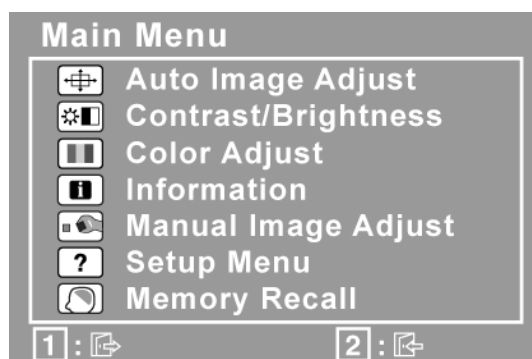 Main Menu
Auto Image Adjust
Contrast/Brightness
Color Adjust
Information
Manual Image Adjust
? Setup Menu
Memory Recall
1 : 2 :